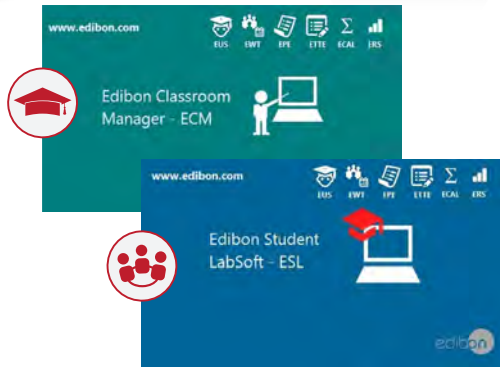 www.edibon.com
EUS EWT EPE ETTE ECAL ERS
Edibon Classroom
Manager - ECM
www.edibon.com
EUS EWT EPE ETTE ECAL ERS
Edibon Student
LabSoft - ESL
edibon